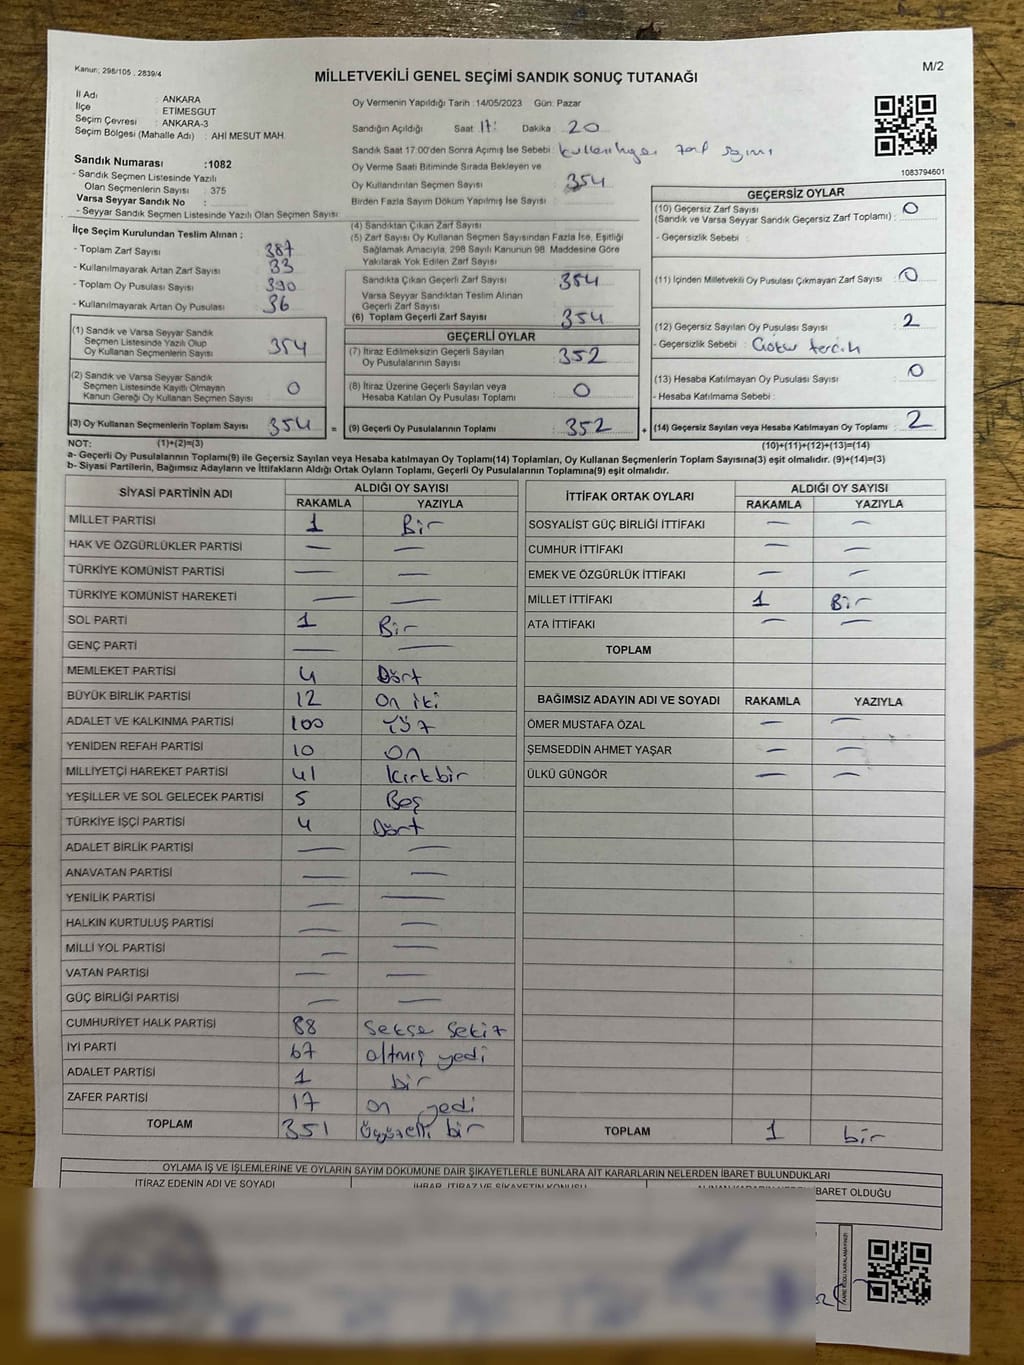 Kanun: 298/105 , 2839/4
M/2
MİLLETVEKİLİ GENEL SEÇİMİ SANDIK SONUÇ TUTANAĞI
İl Adı : ANKARA
İlçe : ETİMESGUT
Seçim Çevresi : ANKARA-3
Seçim Bölgesi (Mahalle Adı) : AHİ MESUT MAH.
Sandık Numarası :1082
- Sandık Seçmen Listesinde Yazılı
Olan Seçmenlerin Sayısı : 375
Varsa Seyyar Sandık No :
- Seyyar Sandık Seçmen Listesinde Yazılı Olan Seçmen Sayısı:
Oy Vermenin Yapıldığı Tarih :14/05/2023 Gün: Pazar
Sandığın Açıldığı Saat 17: Dakika : 20
Sandık Saat 17:00'den Sonra Açılmış İse Sebebi : zarf sayımı
Oy Verme Saati Bitiminde Sırada Bekleyen ve
Oy Kullandırılan Seçmen Sayısı : 354
Birden Fazla Sayım Döküm Yapılmış İse Sayısı :
1083794601
İlçe Seçim Kurulundan Teslim Alınan :
- Toplam Zarf Sayısı : 387
- Kullanılmayarak Artan Zarf Sayısı : 33
- Toplam Oy Pusulası Sayısı : 390
- Kullanılmayarak Artan Oy Pusulası : 36
(1) Sandık ve Varsa Seyyar Sandık
Seçmen Listesinde Yazılı Olup
Oy Kullanan Seçmenlerin Sayısı : 354
(2) Sandık ve Varsa Seyyar Sandık
Seçmen Listesinde Kayıtlı Olmayan
Kanun Gereği Oy Kullanan Seçmen Sayısı : 0
(3) Oy Kullanan Seçmenlerin Toplam Sayısı : 354 =
(4) Sandıktan Çıkan Zarf Sayısı :
(5) Zarf Sayısı Oy Kullanan Seçmen Sayısından Fazla İse, Eşitliği
Sağlamak Amacıyla, 298 Sayılı Kanunun 98. Maddesine Göre
Yakılarak Yok Edilen Zarf Sayısı :
Sandıkta Çıkan Geçerli Zarf Sayısı : 354
Varsa Seyyar Sandıktan Teslim Alınan
Geçerli Zarf Sayısı :
(6) Toplam Geçerli Zarf Sayısı : 354
GEÇERLİ OYLAR
(7) İtiraz Edilmeksizin Geçerli Sayılan
Oy Pusulalarının Sayısı : 352
(8) İtiraz Üzerine Geçerli Sayılan veya
Hesaba Katılan Oy Pusulası Toplamı : 0
(9) Geçerli Oy Pusulalarının Toplamı : 352 +
GEÇERSİZ OYLAR
(10) Geçersiz Zarf Sayısı : 0
(Sandık ve Varsa Seyyar Sandık Geçersiz Zarf Toplamı)
- Geçersizlik Sebebi :
(11) İçinden Milletvekili Oy Pusulası Çıkmayan Zarf Sayısı : 0
(12) Geçersiz Sayılan Oy Pusulası Sayısı : 2
- Geçersizlik Sebebi : tercih
(13) Hesaba Katılmayan Oy Pusulası Sayısı : 0
- Hesaba Katılmama Sebebi :
(14) Geçersiz Sayılan veya Hesaba Katılmayan Oy Toplamı : 2
NOT: (1)+(2)=(3) (10)+(11)+(12)+(13)=(14)
a- Geçerli Oy Pusulalarının Toplamı(9) ile Geçersiz Sayılan veya Hesaba katılmayan Oy Toplamı(14) Toplamları, Oy Kullanan Seçmenlerin Toplam Sayısına(3) eşit olmalıdır. (9)+(14)=(3)
b- Siyasi Partilerin, Bağımsız Adayların ve İttifakların Aldığı Ortak Oyların Toplamı, Geçerli Oy Pusulalarının Toplamına(9) eşit olmalıdır.
SİYASİ PARTİNİN ADI ALDIĞI OY SAYISI
RAKAMLA YAZIYLA
MİLLET PARTİSİ 1 Bir
HAK VE ÖZGÜRLÜKLER PARTİSİ — —
TÜRKİYE KOMÜNİST PARTİSİ — —
TÜRKİYE KOMÜNİST HAREKETİ — —
SOL PARTİ 1 Bir
GENÇ PARTİ — —
MEMLEKET PARTİSİ 4 Dört
BÜYÜK BİRLİK PARTİSİ 12 On iki
ADALET VE KALKINMA PARTİSİ 100 Yüz
YENİDEN REFAH PARTİSİ 10 ON
MİLLİYETÇİ HAREKET PARTİSİ 41 Kırkbir
YEŞİLLER VE SOL GELECEK PARTİSİ 5 Beş
TÜRKİYE İŞÇİ PARTİSİ 4 Dört
ADALET BİRLİK PARTİSİ — —
ANAVATAN PARTİSİ — —
YENİLİK PARTİSİ — —
HALKIN KURTULUŞ PARTİSİ — —
MİLLİ YOL PARTİSİ — —
VATAN PARTİSİ — —
GÜÇ BİRLİĞİ PARTİSİ — —
CUMHURİYET HALK PARTİSİ 88 Sekse Sekiz
İYİ PARTİ 67 altmış yedi
ADALET PARTİSİ 1 bir
ZAFER PARTİSİ 17 on yedi
TOPLAM 351 Üçyüzelli bir
İTTİFAK ORTAK OYLARI ALDIĞI OY SAYISI
RAKAMLA YAZIYLA
SOSYALİST GÜÇ BİRLİĞİ İTTİFAKI — —
CUMHUR İTTİFAKI — —
EMEK VE ÖZGÜRLÜK İTTİFAKI — —
MİLLET İTTİFAKI 1 Bir
ATA İTTİFAKI — —
TOPLAM
BAĞIMSIZ ADAYIN ADI VE SOYADI RAKAMLA YAZIYLA
ÖMER MUSTAFA ÖZAL — —
ŞEMSEDDİN AHMET YAŞAR — —
ÜLKÜ GÜNGÖR — —
TOPLAM 1 bir
OYLAMA İŞ VE İŞLEMLERİNE VE OYLARIN SAYIM DÖKÜMÜNE DAİR ŞİKAYETLERLE BUNLARA AİT KARARLARIN NELERDEN İBARET BULUNDUKLARI
İTİRAZ EDENİN ADI VE SOYADI İHBAR, İTİRAZ VE ŞİKAYETİN KONUSU BARET OLDUĞU